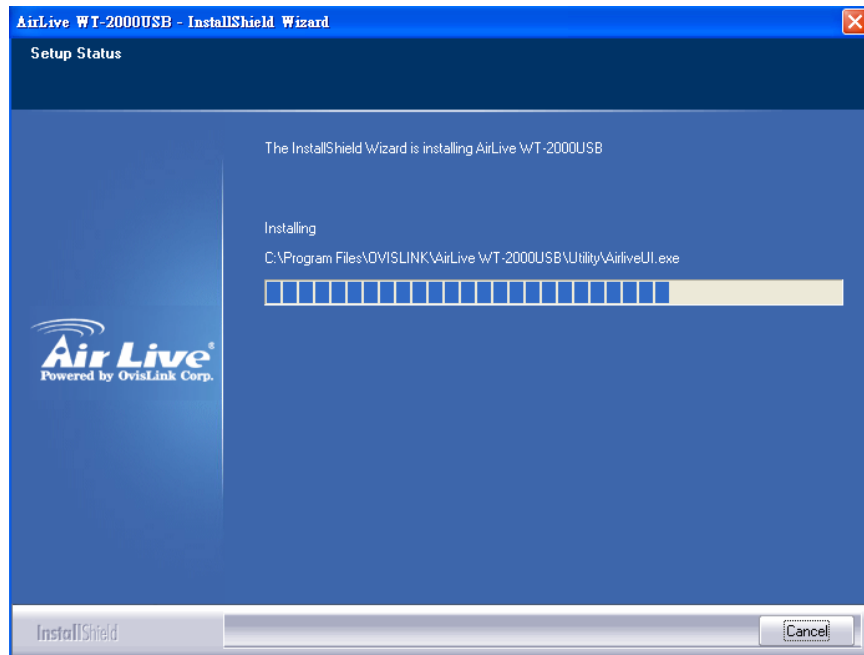 AirLive WT-2000USB - InstallShield Wizard
Setup Status
The InstallShield Wizard is installing AirLive WT-2000USB
Installing
C:\Program Files\OVISLINK\AirLive WT-2000USB\Utility\AirliveUI.exe
Air Live®
Powered by OvisLink Corp.
InstallShield
Cancel